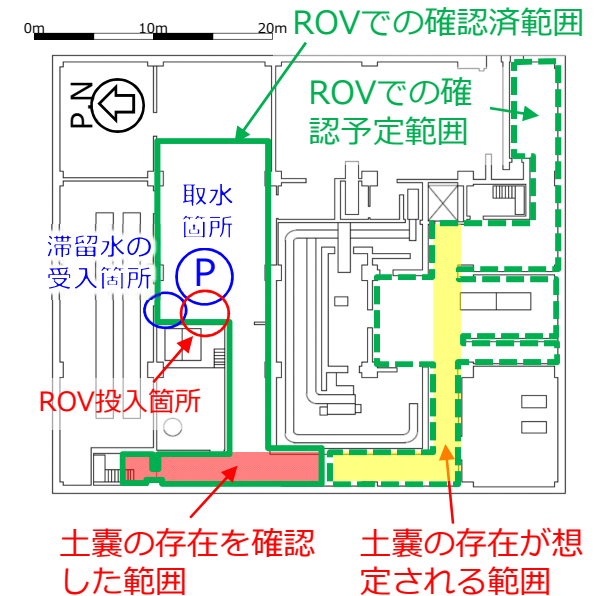 0m 10m 20m
ROVでの確認済範囲
P.N
ROVでの確
認予定範囲
取水
箇所
滞留水の
受入箇所
P
ROV投入箇所
土嚢の存在を確認
した範囲
土嚢の存在が想
定される範囲